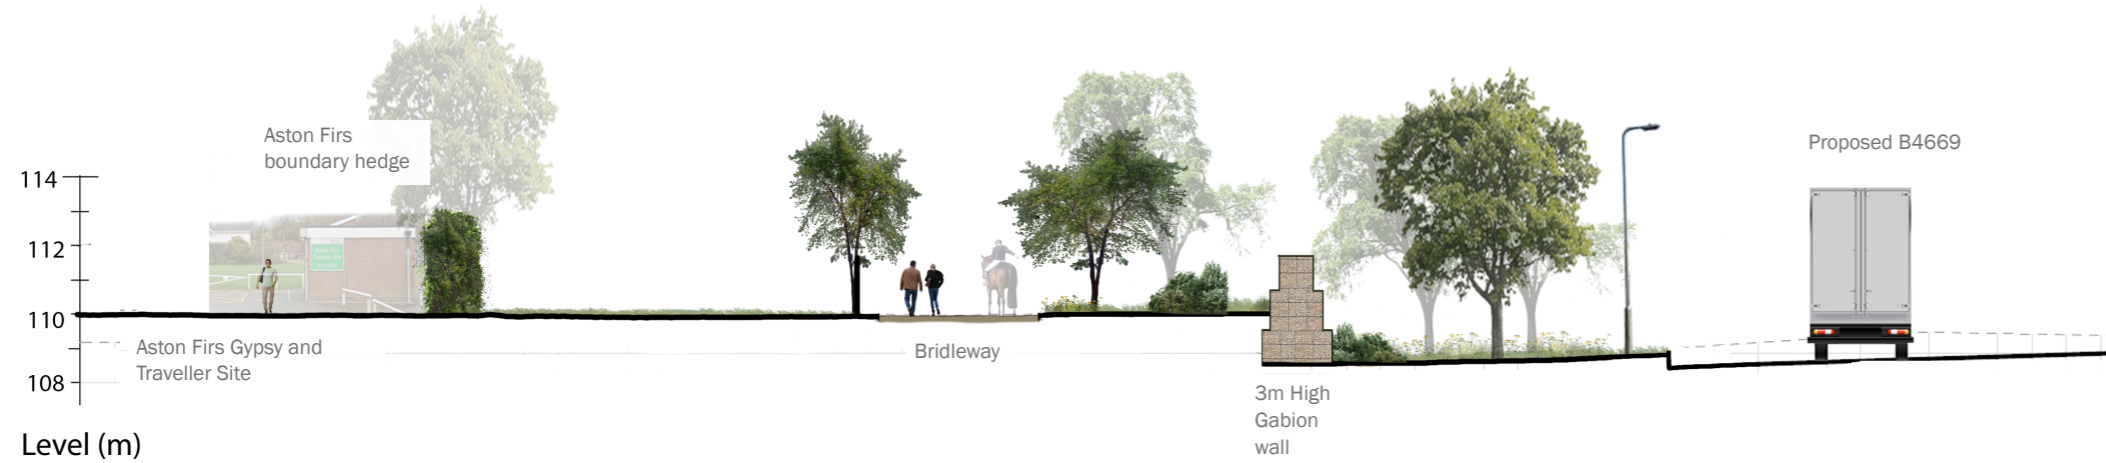 Aston Firs
boundary hedge
Proposed B4669
114
112
110
108
Aston Firs Gypsy and
Traveller Site
Bridleway
3m High
Gabion
wall
Level (m)